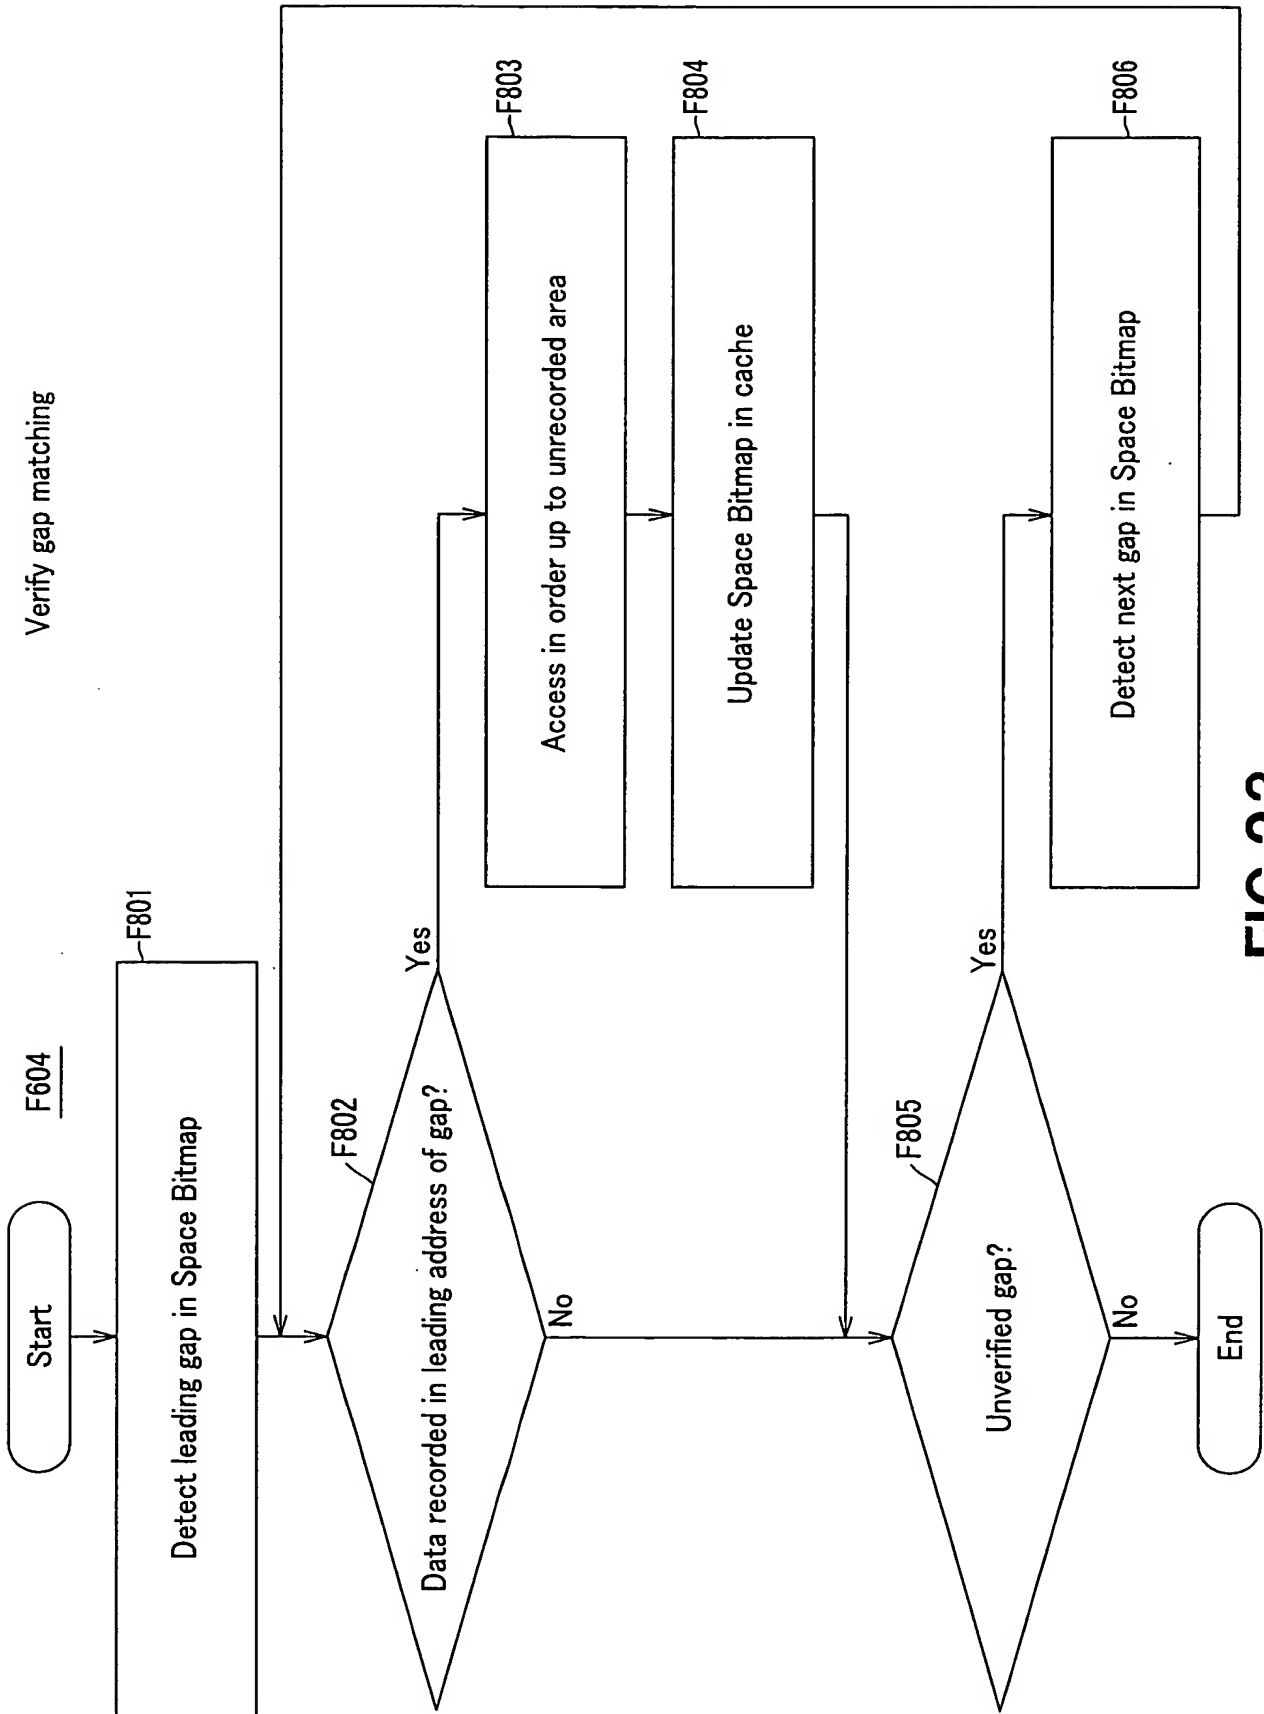 Verify gap matching
F604
Start
F801
Detect leading gap in Space Bitmap
F802
Data recorded in leading address of gap?
Yes
No
F803
Access in order up to unrecorded area
F804
Update Space Bitmap in cache
F805
Unverified gap?
Yes
No
F806
Detect next gap in Space Bitmap
End